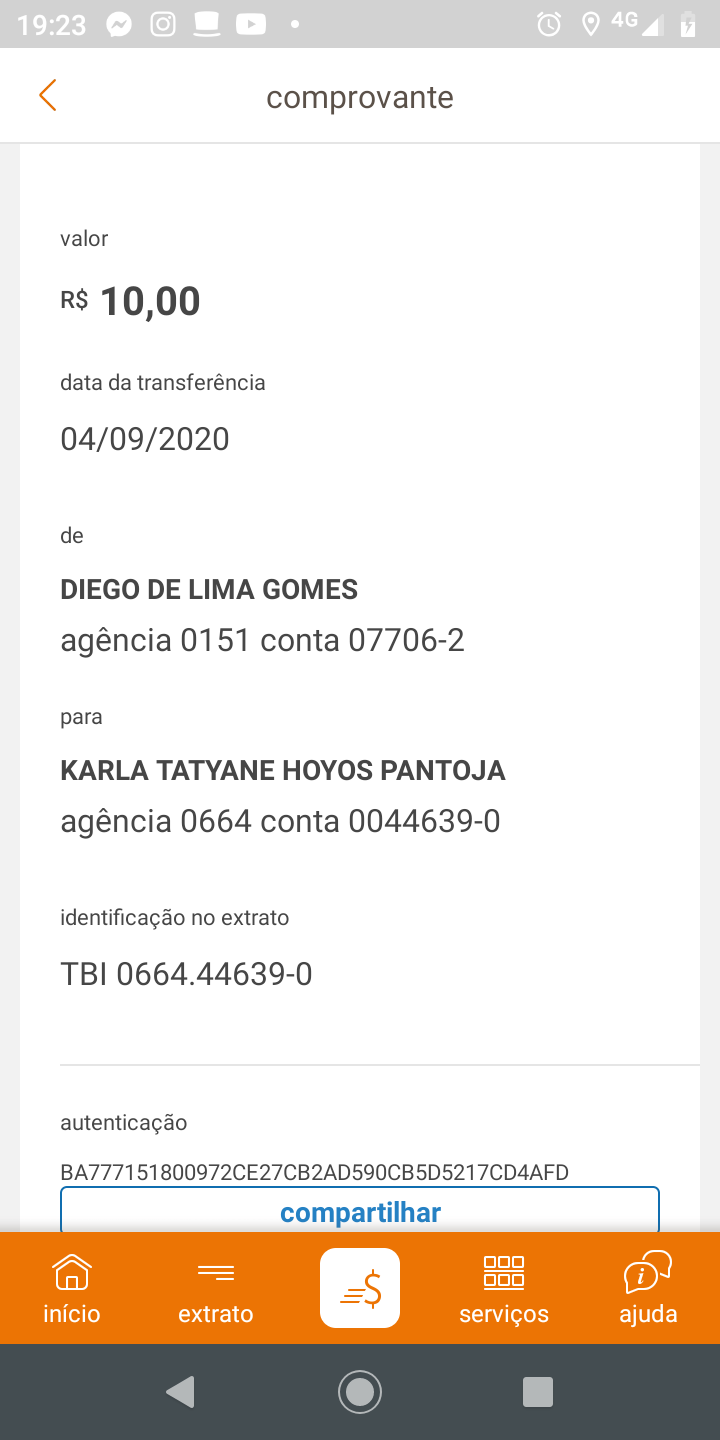 19:23
4G
comprovante
valor
R$ 10,00
data da transferência
04/09/2020
de
DIEGO DE LIMA GOMES
agência 0151 conta 07706-2
para
KARLA TATYANE HOYOS PANTOJA
agência 0664 conta 0044639-0
identificação no extrato
TBI 0664.44639-0
autenticação
BA777151800972CE27CB2AD590CB5D5217CD4AFD
compartilhar
início extrato serviços ajuda